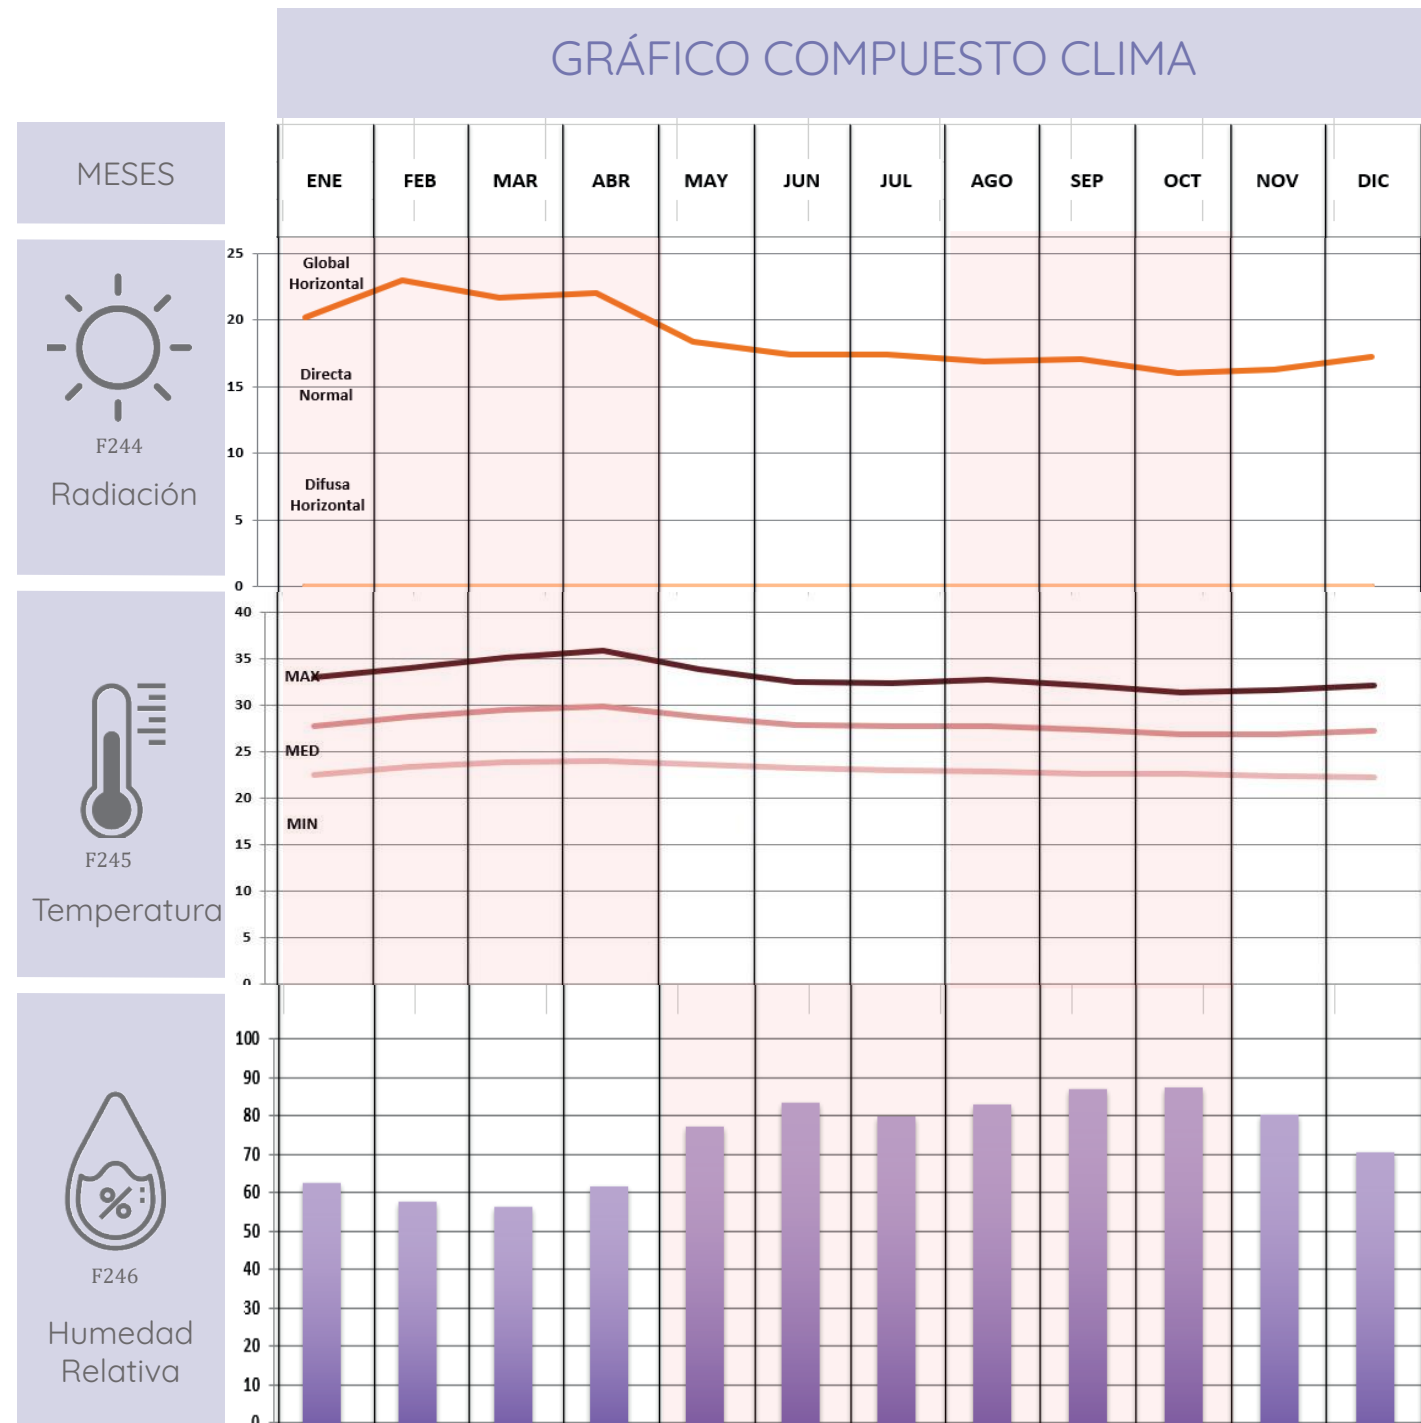 GRÁFICO COMPUESTO CLIMA
MESES
ENE FEB MAR ABR MAY JUN JUL AGO SEP OCT NOV DIC
F244
Radiación
25
20
15
10
5
0
Global
Horizontal
Directa
Normal
Difusa
Horizontal
F245
Temperatura
40
35
30
25
20
15
10
5
0
MAX
MED
MIN
%
F246
Humedad
Relativa
100
90
80
70
60
50
40
30
20
10
0